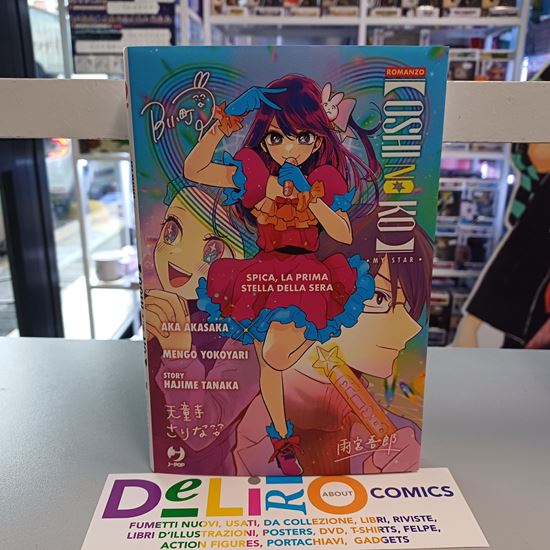 ROMANZO
【OSHI NO KO】
• MY STAR •
SPICA, LA PRIMA
STELLA DELLA SERA
AKA AKASAKA
MENGO YOKOYARI
STORY
HAJIME TANAKA
天童寺
さりな
雨宮吾郎
J-POP
DeLiRiO
ABOUT
COMICS
FUMETTI NUOVI, USATI, DA COLLEZIONE, LIBRI, RIVISTE,
LIBRI D'ILLUSTRAZIONI, POSTERS, DVD, T-SHIRTS, FELPE,
ACTION FIGURES, PORTACHIAVI, GADGETS